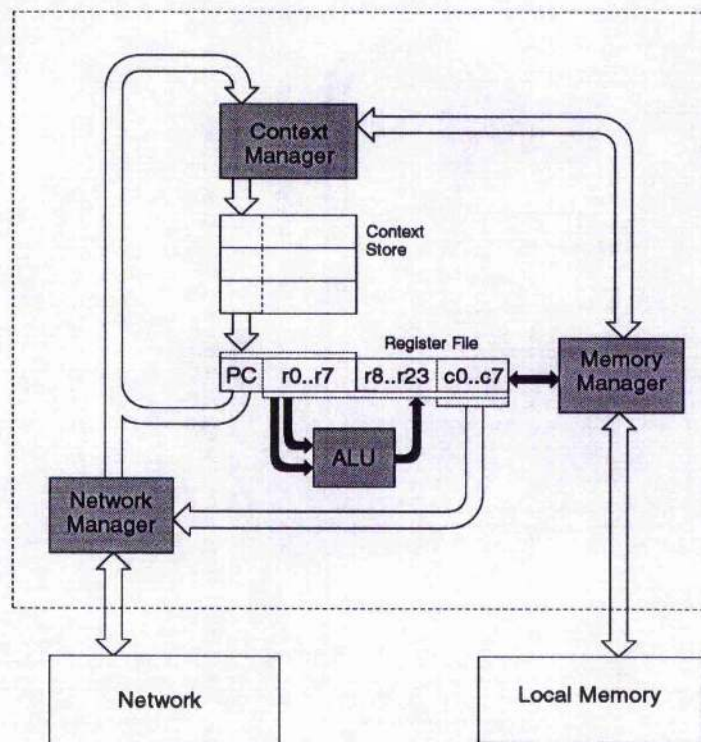 Context
Manager
Context
Store
Register File
PC r0..r7 r8..r23 c0..c7
Memory
Manager
ALU
Network
Manager
Network
Local Memory